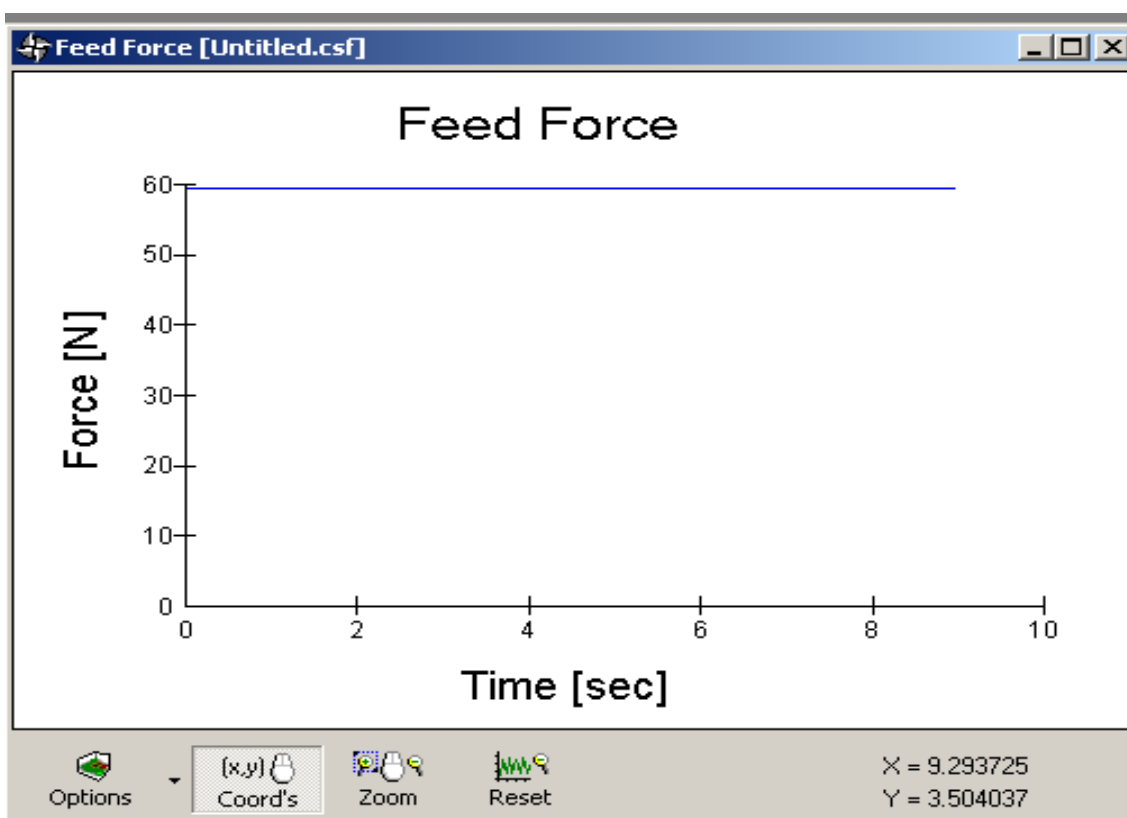 Feed Force [Untitled.csf]
Feed Force
60
50
40
30
20
10
0
Force [N]
0 2 4 6 8 10
Time [sec]
Options
(x,y)
Coord's
Zoom
Reset
X = 9.293725
Y = 3.504037